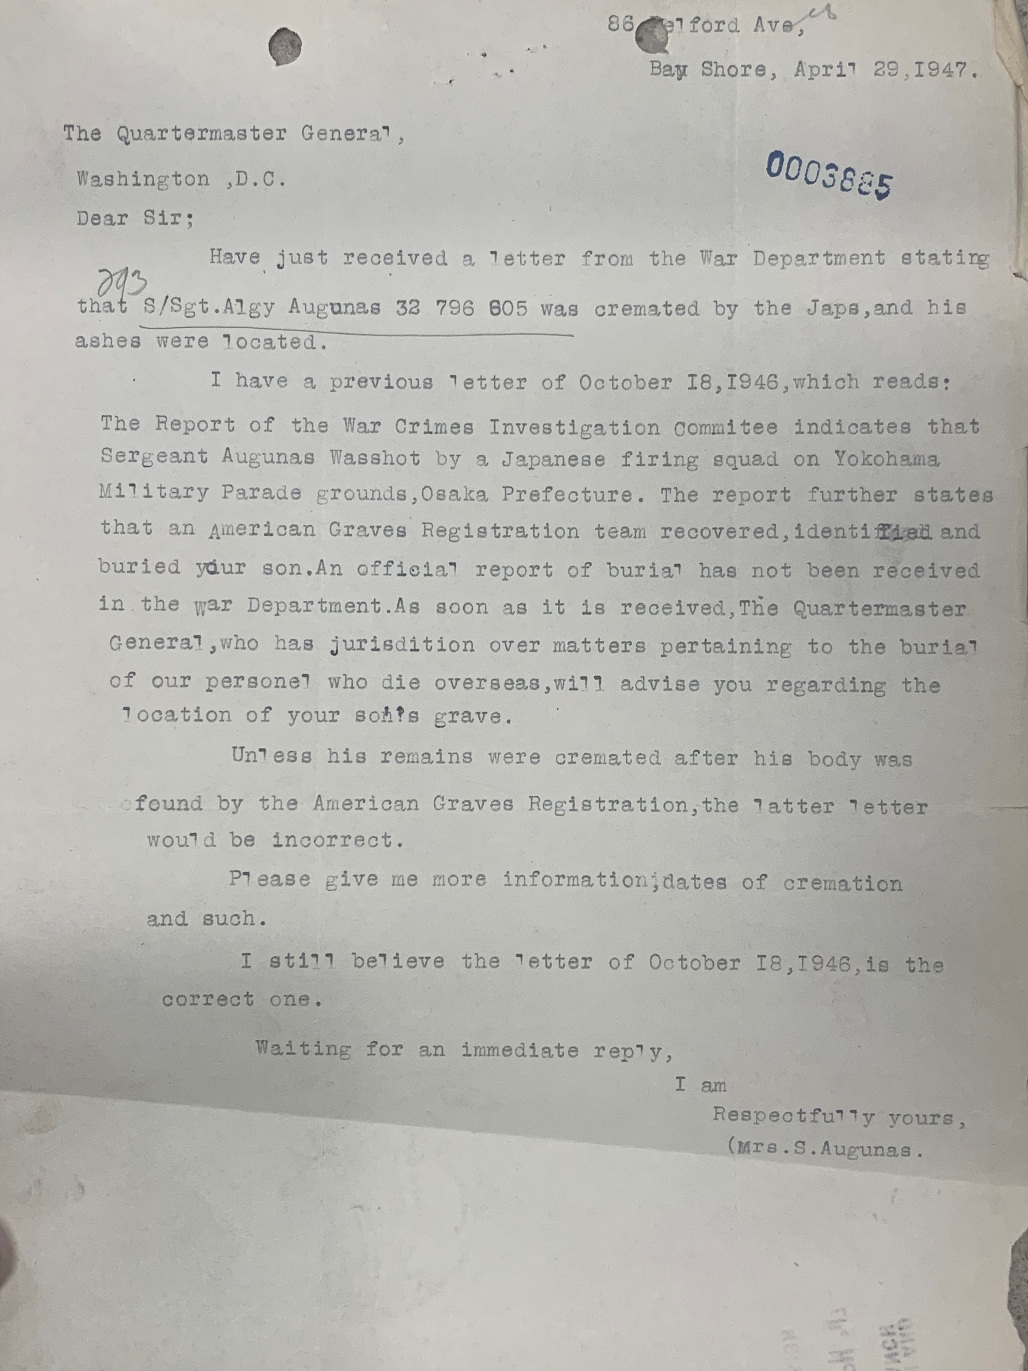 86 elford Ave,
Bay Shore, April 29,1947.
The Quartermaster General,
0003885
Washington ,D.C.
Dear Sir;
Have just received a letter from the War Department stating
293
that S/Sgt.Algy Augunas 32 796 605 was cremated by the Japs,and his
ashes were located.
I have a previous letter of October I8,I946,which reads:
The Report of the War Crimes Investigation Commitee indicates that
Sergeant Augunas Wasshot by a Japanese firing squad on Yokohama
Military Parade grounds,Osaka Prefecture. The report further states
that an American Graves Registration team recovered,identified and
buried your son.An official report of burial has not been received
in the war Department.As soon as it is received,The Quartermaster
General,who has jurisdition over matters pertaining to the burial
of our personel who die overseas,will advise you regarding the
location of your son's grave.
Unless his remains were cremated after his body was
found by the American Graves Registration,the latter letter
would be incorrect.
Please give me more information;dates of cremation
and such.
I still believe the letter of October I8,I946,is the
correct one.
Waiting for an immediate reply,
I am
Respectfully yours,
(Mrs.S.Augunas.